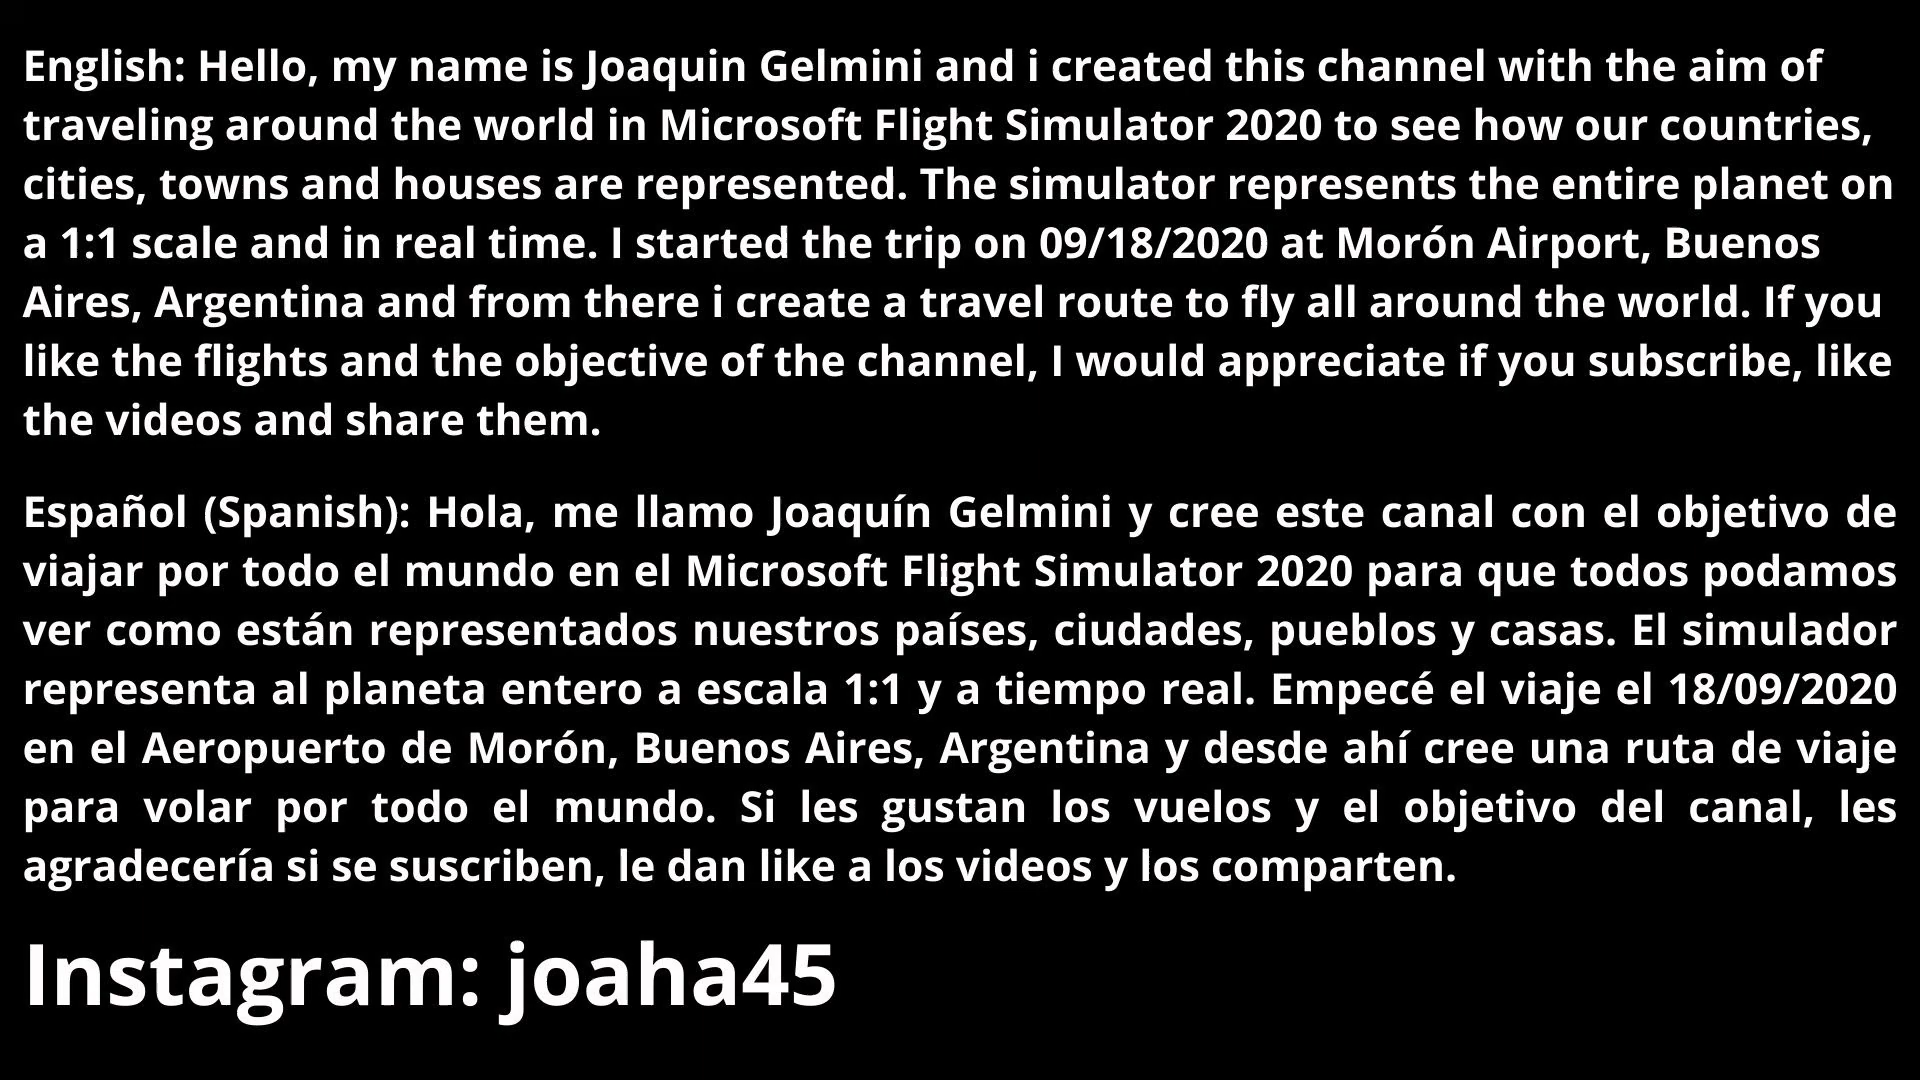 English: Hello, my name is Joaquin Gelmini and i created this channel with the aim of
traveling around the world in Microsoft Flight Simulator 2020 to see how our countries,
cities, towns and houses are represented. The simulator represents the entire planet on
a 1:1 scale and in real time. I started the trip on 09/18/2020 at Morón Airport, Buenos
Aires, Argentina and from there i create a travel route to fly all around the world. If you
like the flights and the objective of the channel, I would appreciate if you subscribe, like
the videos and share them.
Español (Spanish): Hola, me llamo Joaquín Gelmini y cree este canal con el objetivo de
viajar por todo el mundo en el Microsoft Flight Simulator 2020 para que todos podamos
ver como están representados nuestros países, ciudades, pueblos y casas. El simulador
representa al planeta entero a escala 1:1 y a tiempo real. Empecé el viaje el 18/09/2020
en el Aeropuerto de Morón, Buenos Aires, Argentina y desde ahí cree una ruta de viaje
para volar por todo el mundo. Si les gustan los vuelos y el objetivo del canal, les
agradecería si se suscriben, le dan like a los videos y los comparten.
Instagram: joaha45